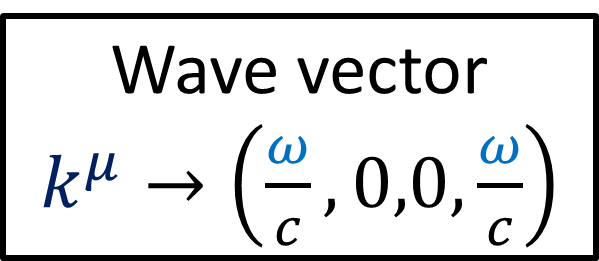 Wave vector
k^μ → (ω/c, 0,0, ω/c)